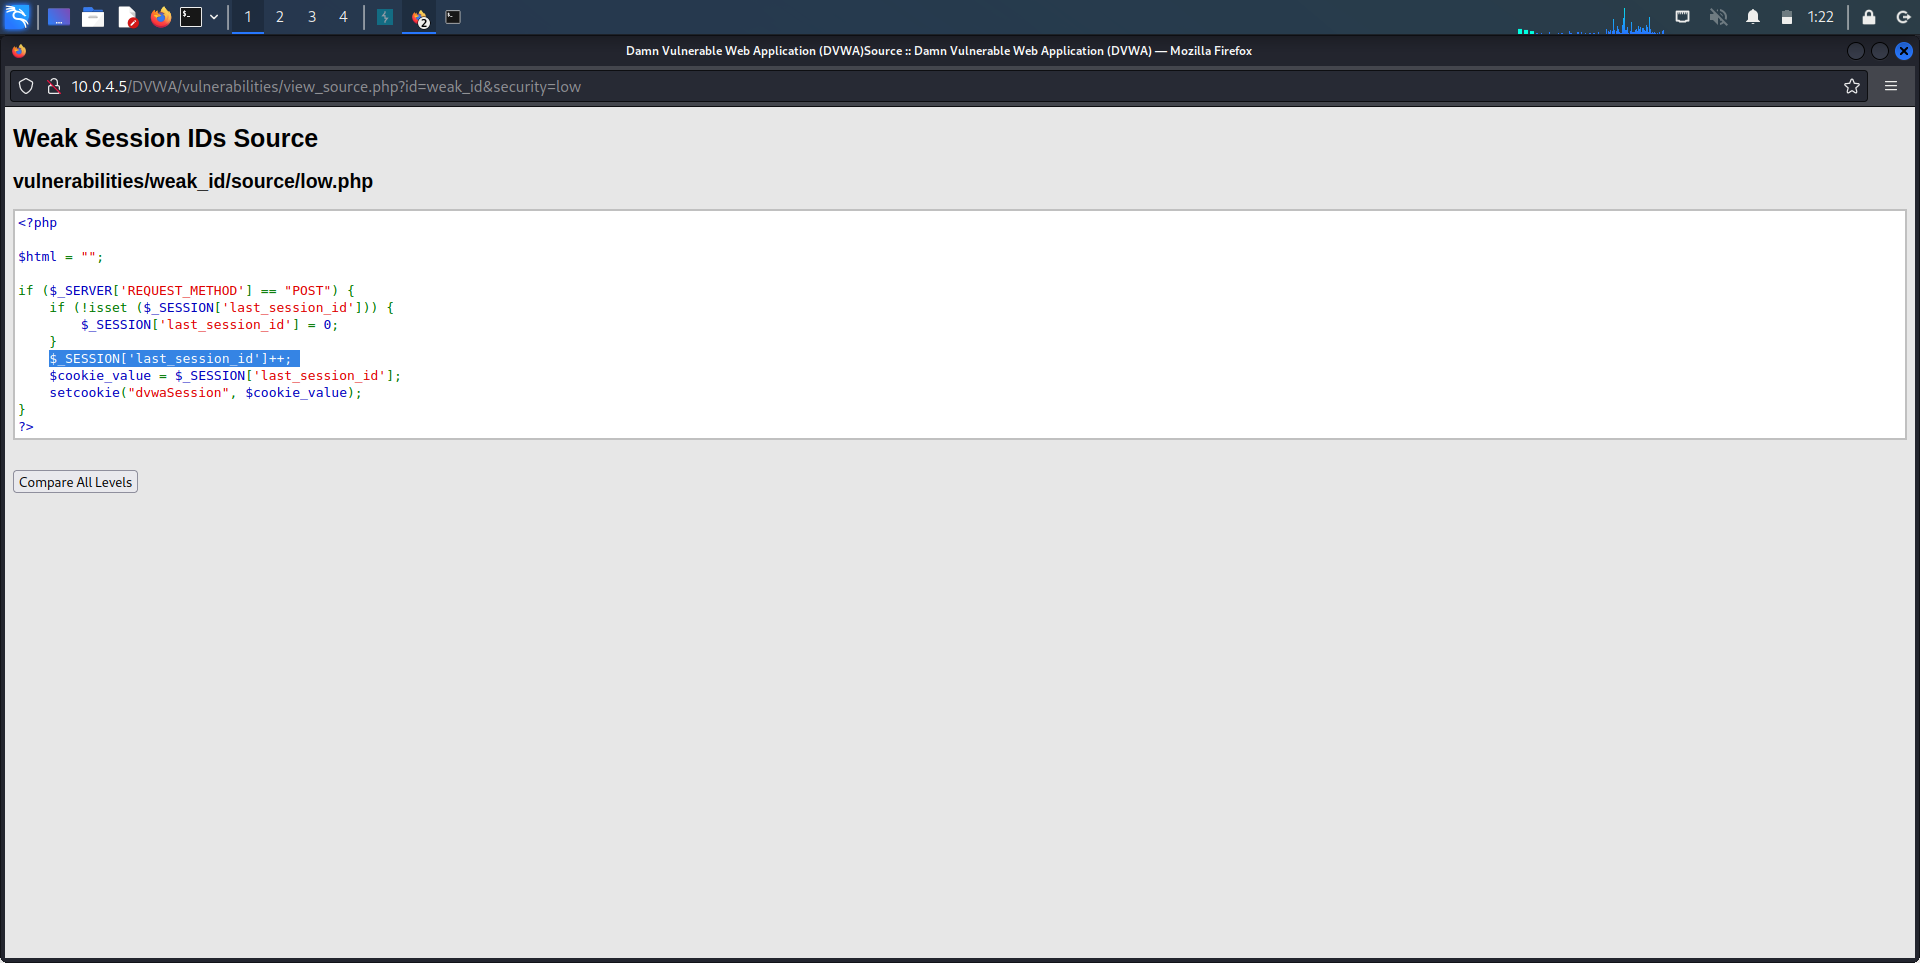 1 2 3 4 2 1:22
Damn Vulnerable Web Application (DVWA)Source :: Damn Vulnerable Web Application (DVWA) — Mozilla Firefox
10.0.4.5/DVWA/vulnerabilities/view_source.php?id=weak_id&security=low
Weak Session IDs Source
vulnerabilities/weak_id/source/low.php
<?php
$html = "";
if ($_SERVER['REQUEST_METHOD'] == "POST") {
    if (!isset ($_SESSION['last_session_id'])) {
        $_SESSION['last_session_id'] = 0;
    }
    $_SESSION['last_session_id']++;
    $cookie_value = $_SESSION['last_session_id'];
    setcookie("dvwaSession", $cookie_value);
}
?>
Compare All Levels